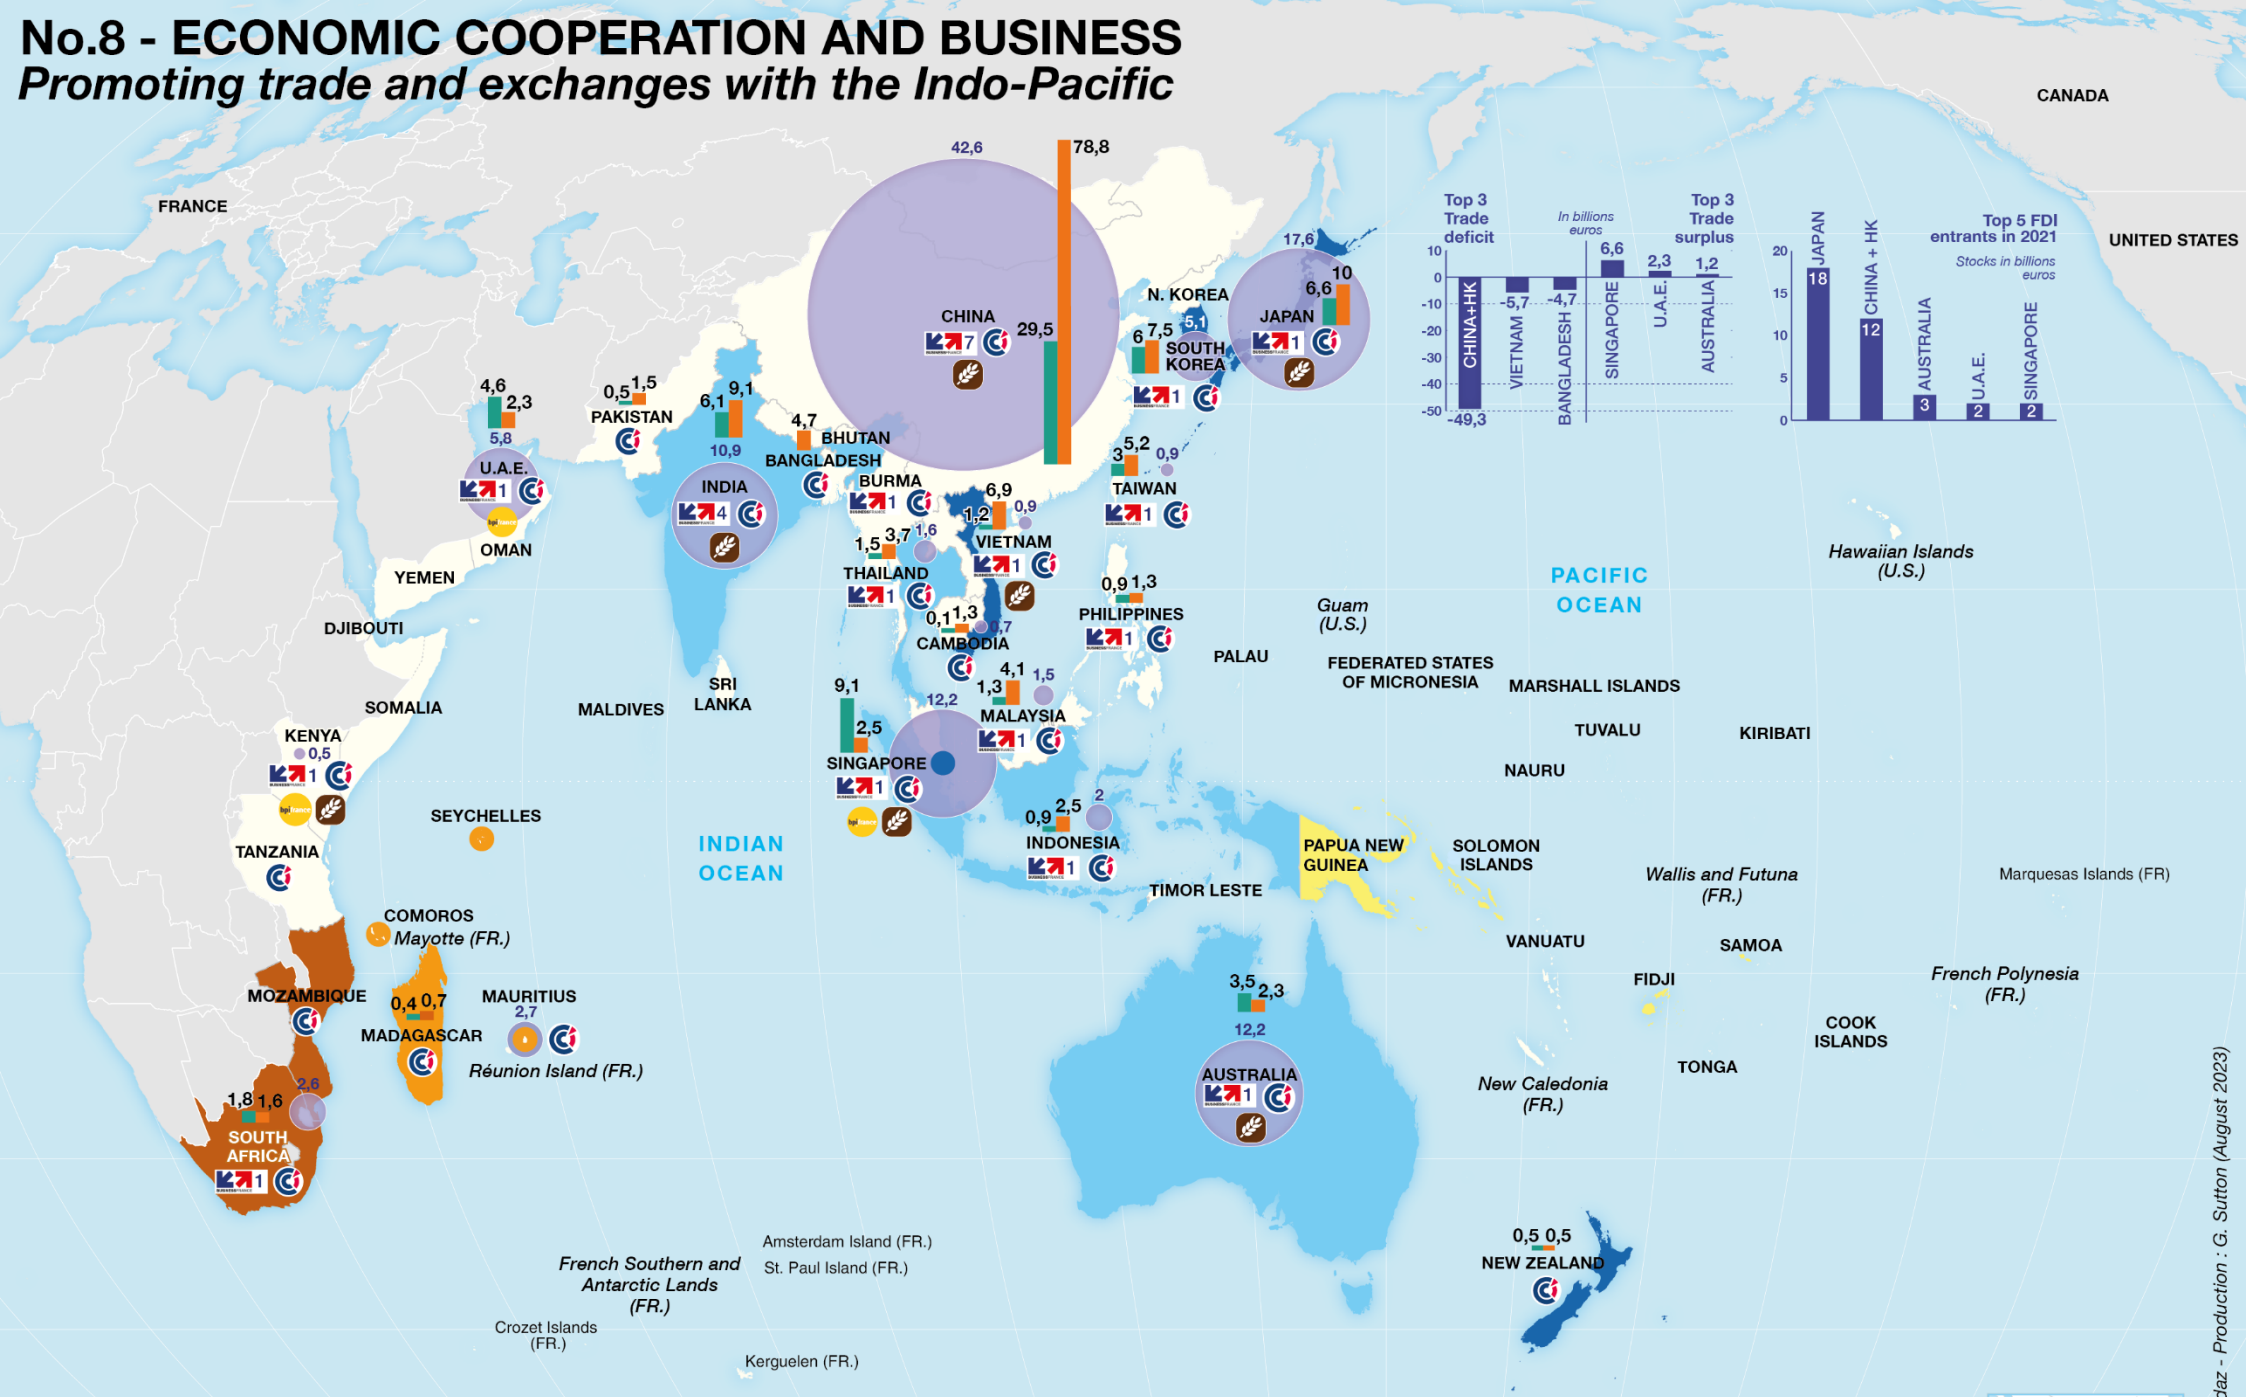 No.8 - ECONOMIC COOPERATION AND BUSINESS
Promoting trade and exchanges with the Indo-Pacific
CANADA
FRANCE
UNITED STATES
42,6
78,8
CHINA
7
29,5
N. KOREA
5,1
6
7,5
SOUTH
KOREA
1
17,6
10
6,6
JAPAN
1
Top 3
Trade
deficit
In billions
euros
Top 3
Trade
surplus
10
0
-10
-20
-30
-40
-50
CHINA+HK
-49,3
VIETNAM
-5,7
BANGLADESH
-4,7
SINGAPORE
6,6
U.A.E.
2,3
AUSTRALIA
1,2
Top 5 FDI
entrants in 2021
Stocks in billions
euros
20
15
10
5
0
JAPAN
18
CHINA + HK
12
AUSTRALIA
3
U.A.E.
2
SINGAPORE
2
4,6
2,3
5,8
U.A.E.
1
bpifrance
OMAN
YEMEN
0,5
1,5
PAKISTAN
6,1
9,1
10,9
INDIA
4
4,7
BHUTAN
BANGLADESH
BURMA
1
3
5,2
0,9
TAIWAN
1
6,9
1,2
0,9
VIETNAM
1
1,5
3,7
1,6
THAILAND
1
0,1
1,3
0,7
CAMBODIA
0,9
1,3
PHILIPPINES
1
Hawaiian Islands
(U.S.)
PACIFIC
OCEAN
Guam
(U.S.)
PALAU
FEDERATED STATES
OF MICRONESIA
MARSHALL ISLANDS
TUVALU
KIRIBATI
NAURU
DJIBOUTI
SOMALIA
MALDIVES
SRI
LANKA
KENYA
0,5
1
bpifrance
TANZANIA
SEYCHELLES
INDIAN
OCEAN
9,1
2,5
12,2
SINGAPORE
1
bpifrance
4,1
1,3
1,5
MALAYSIA
1
0,9
2,5
2
INDONESIA
1
TIMOR LESTE
PAPUA NEW
GUINEA
SOLOMON
ISLANDS
Wallis and Futuna
(FR.)
Marquesas Islands (FR)
VANUATU
SAMOA
FIDJI
French Polynesia
(FR.)
COOK
ISLANDS
TONGA
New Caledonia
(FR.)
COMOROS
Mayotte (FR.)
MOZAMBIQUE
0,4
0,7
MADAGASCAR
MAURITIUS
2,7
Réunion Island (FR.)
2,6
1,8
1,6
SOUTH
AFRICA
1
3,5
2,3
12,2
AUSTRALIA
1
0,5
0,5
NEW ZEALAND
Amsterdam Island (FR.)
St. Paul Island (FR.)
French Southern and
Antarctic Lands
(FR.)
Crozet Islands
(FR.)
Kerguelen (FR.)
- Production : G. Sutton (August 2023)